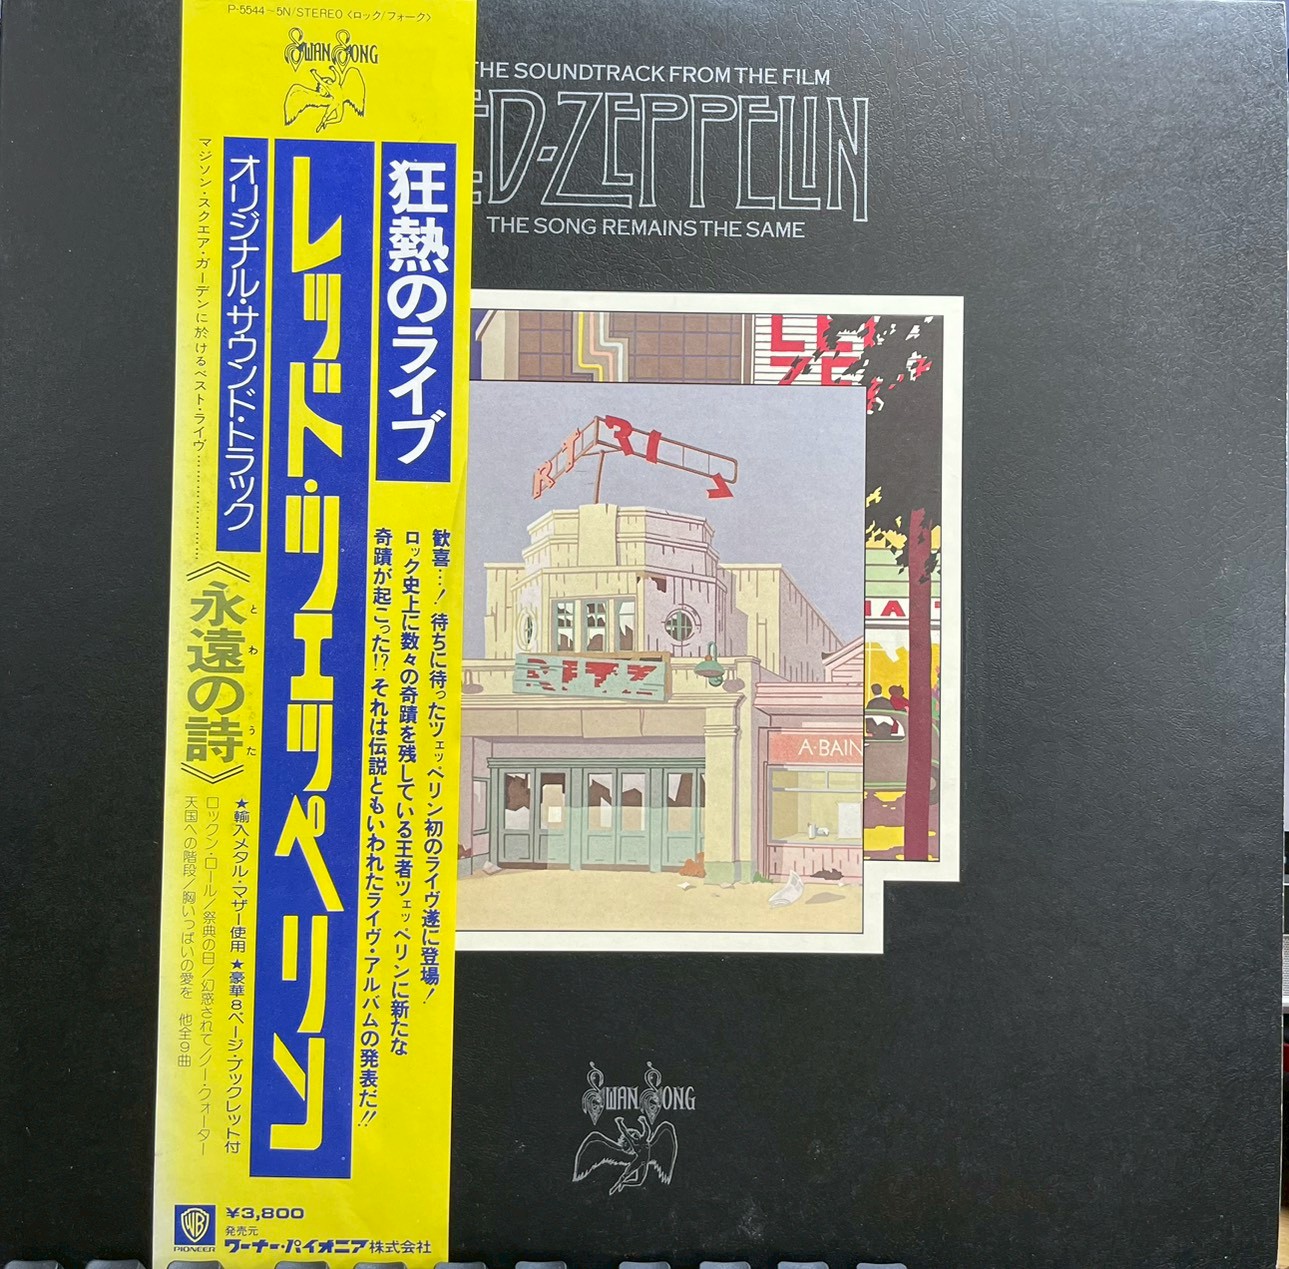 P-5544~5N/STEREO〈ロック/フォーク〉
SWAN SONG
狂熱のライブ
レッド・ツェッペリン
オリジナル・サウンド・トラック
マジソン・スクエア・ガーデンに於けるベスト・ライヴ………………
《永遠の詩》
とわ うた
歓喜…! 待ちに待ったツェッペリン初のライヴ遂に登場!
ロック史上に数々の奇蹟を残している王者ツェッペリンに新たな
奇蹟が起こった!? それは伝説ともいわれたライヴ・アルバムの発表だ!!
★輸入メタル・マザー使用 ★豪華8ページ・ブックレット付
ロックン・ロール/祭典の日/幻惑されて/ノー・クォーター
天国への階段/胸いっぱいの愛を 他全9曲
WB
PIONEER
¥3,800
発売元
ワーナー・パイオニア株式会社
THE SOUNDTRACK FROM THE FILM
ED-ZEPPELIN
THE SONG REMAINS THE SAME
RITZ
A·BAIN
SWAN SONG